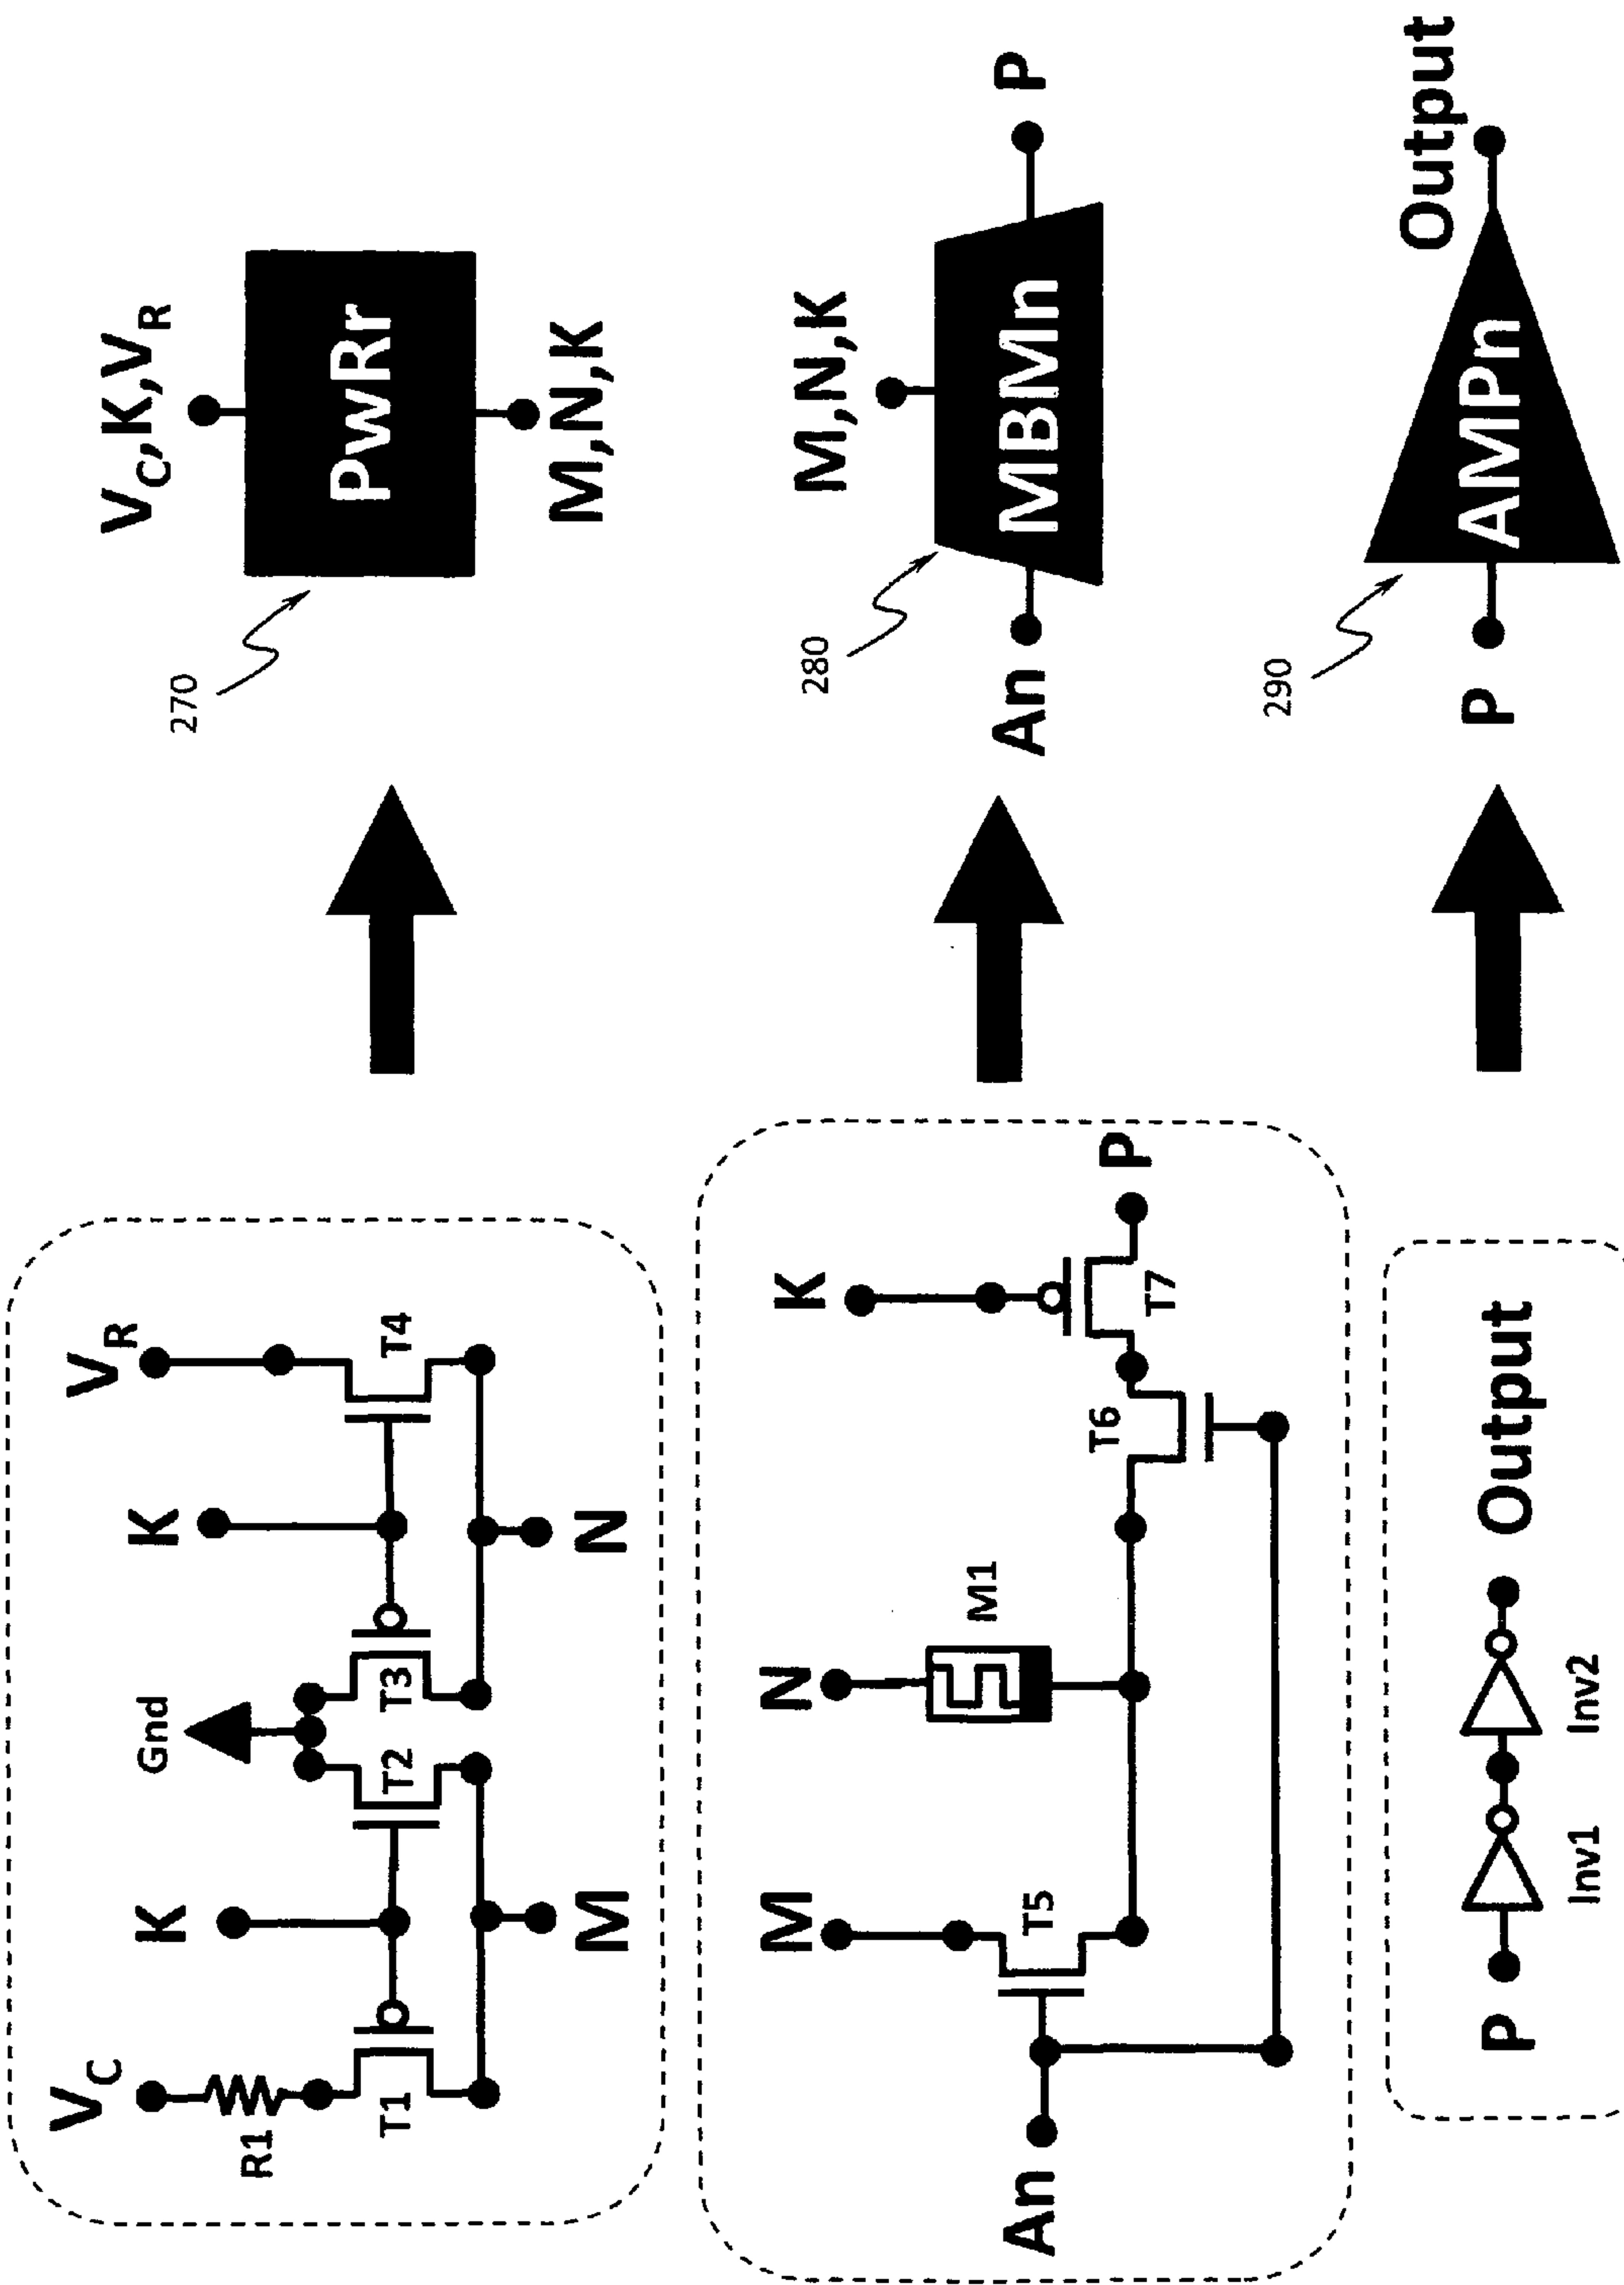 V_C
K
Gnd
K
V_R
R1
T1
T2
T3
T4
M
N
270
V_C,K,V_R
PwRr
M,N,K
M
N
K
An
T5
M1
T6
T7
P
280
M,N,K
An
MBMn
P
P
Inv1
Inv2
Output
290
P
AMPn
Output